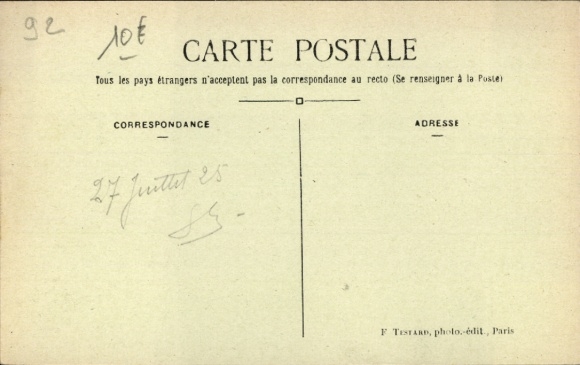 92
10E
CARTE POSTALE
Tous les pays étrangers n'acceptent pas la correspondance au recto (Se renseigner à la Poste)
CORRESPONDANCE
ADRESSE
27 Juillet 25
F TESTARD, photo.-édit., Paris